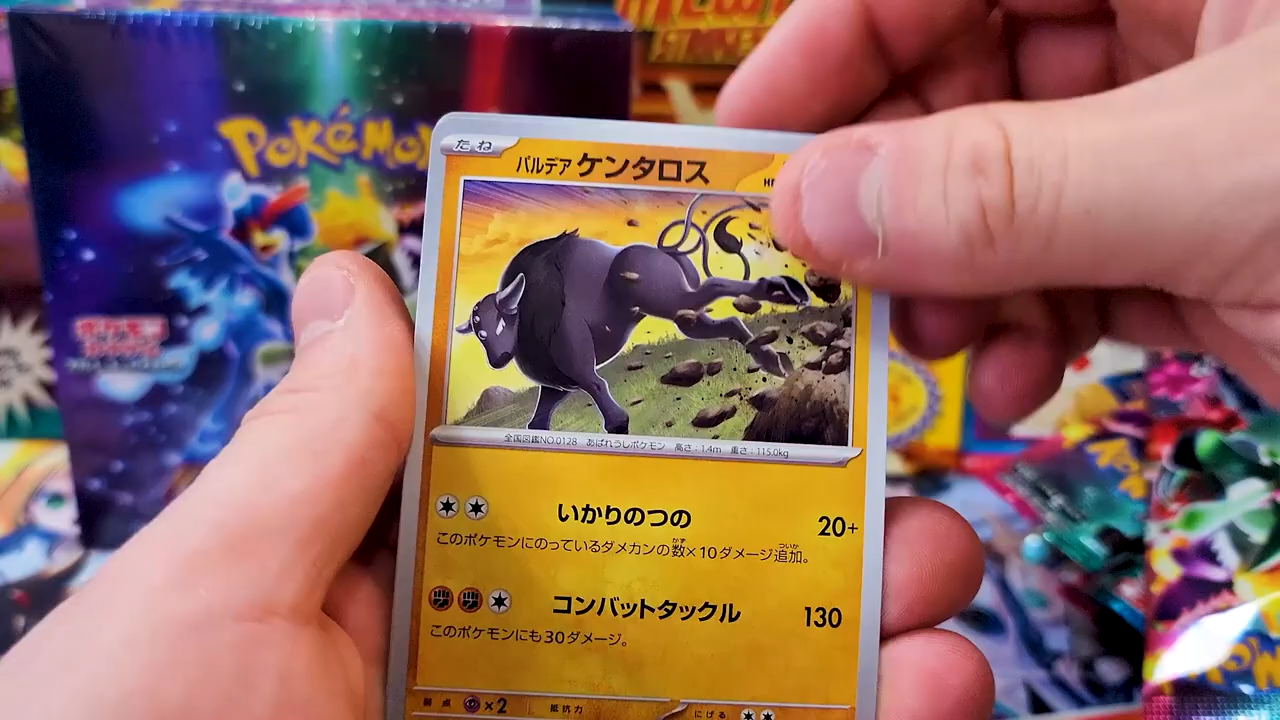 Pokémon
たね
パルデア ケンタロス
全国図鑑NO.0128 あばれうしポケモン 高さ：1.4m 重さ：115.0kg
いかりのつの 20+
このポケモンにのっているダメカンの数×10ダメージ追加。
コンバットタックル 130
このポケモンにも30ダメージ。
弱点 ×2 抵抗力 にげる